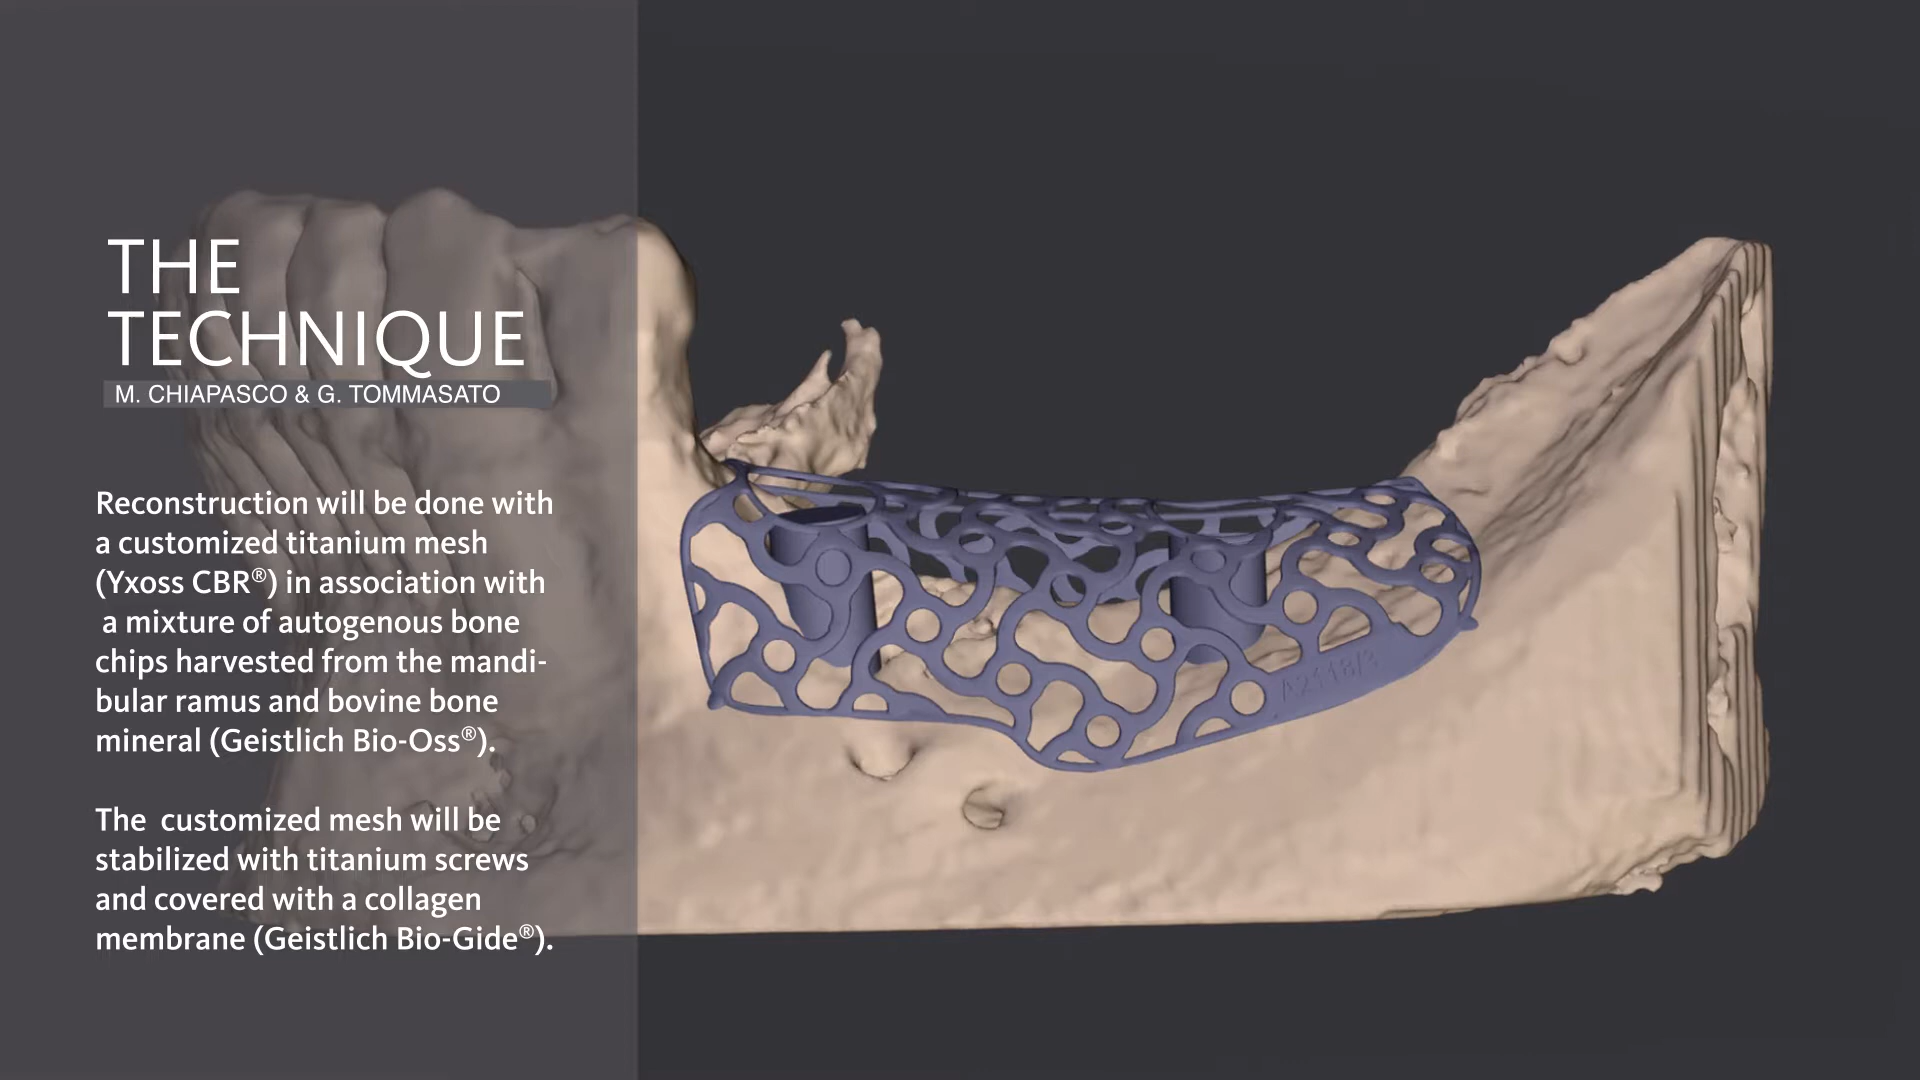 THE
TECHNIQUE
M. CHIAPASCO & G. TOMMASATO
Reconstruction will be done with
a customized titanium mesh
(Yxoss CBR®) in association with
a mixture of autogenous bone
chips harvested from the mandi-
bular ramus and bovine bone
mineral (Geistlich Bio-Oss®).
The customized mesh will be
stabilized with titanium screws
and covered with a collagen
membrane (Geistlich Bio-Gide®).